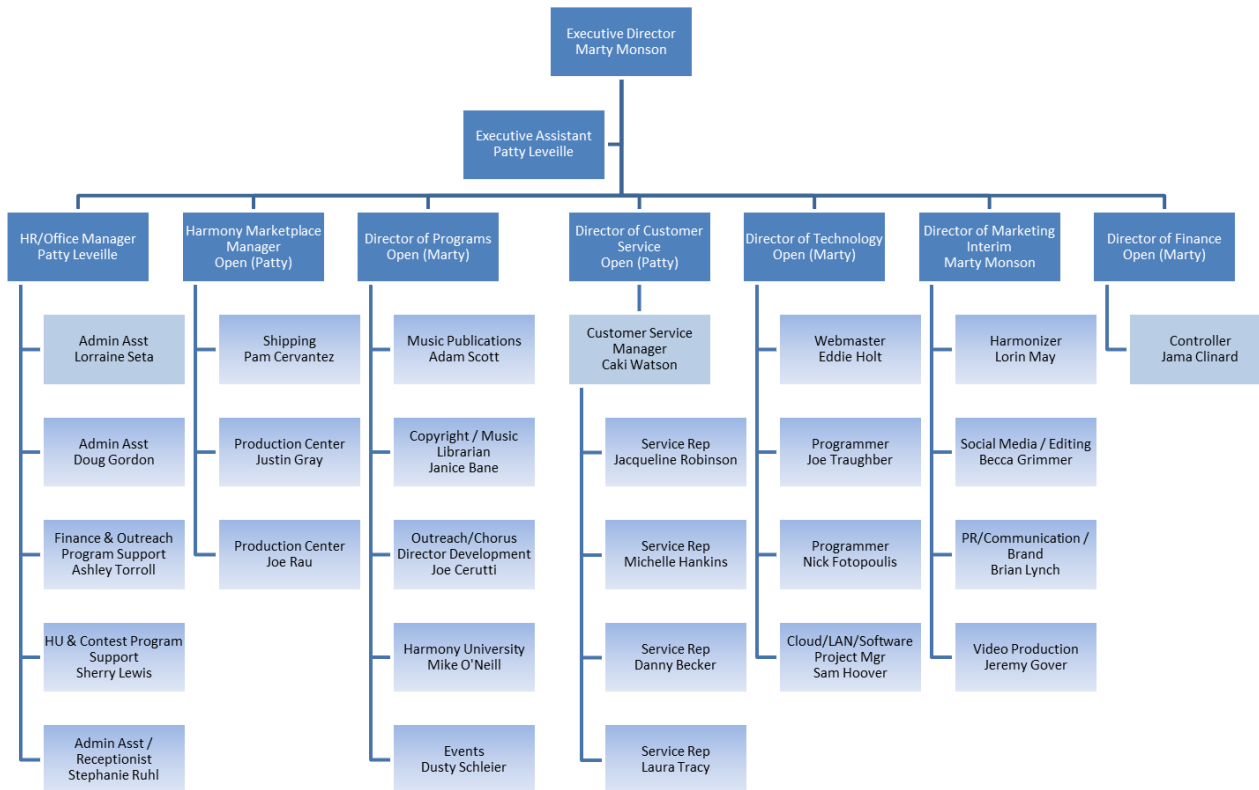 Executive Director
Marty Monson
Executive Assistant
Patty Leveille
HR/Office Manager
Patty Leveille
Harmony Marketplace
Manager
Open (Patty)
Director of Programs
Open (Marty)
Director of Customer
Service
Open (Patty)
Director of Technology
Open (Marty)
Director of Marketing
Interim
Marty Monson
Director of Finance
Open (Marty)
Admin Asst
Lorraine Seta
Shipping
Pam Cervantez
Music Publications
Adam Scott
Customer Service
Manager
Caki Watson
Webmaster
Eddie Holt
Harmonizer
Lorin May
Controller
Jama Clinard
Admin Asst
Doug Gordon
Production Center
Justin Gray
Copyright / Music
Librarian
Janice Bane
Service Rep
Jacqueline Robinson
Programmer
Joe Traughber
Social Media / Editing
Becca Grimmer
Finance & Outreach
Program Support
Ashley Torroll
Production Center
Joe Rau
Outreach/Chorus
Director Development
Joe Cerutti
Service Rep
Michelle Hankins
Programmer
Nick Fotopoulis
PR/Communication /
Brand
Brian Lynch
HU & Contest Program
Support
Sherry Lewis
Harmony University
Mike O'Neill
Service Rep
Danny Becker
Cloud/LAN/Software
Project Mgr
Sam Hoover
Video Production
Jeremy Gover
Admin Asst /
Receptionist
Stephanie Ruhl
Events
Dusty Schleier
Service Rep
Laura Tracy